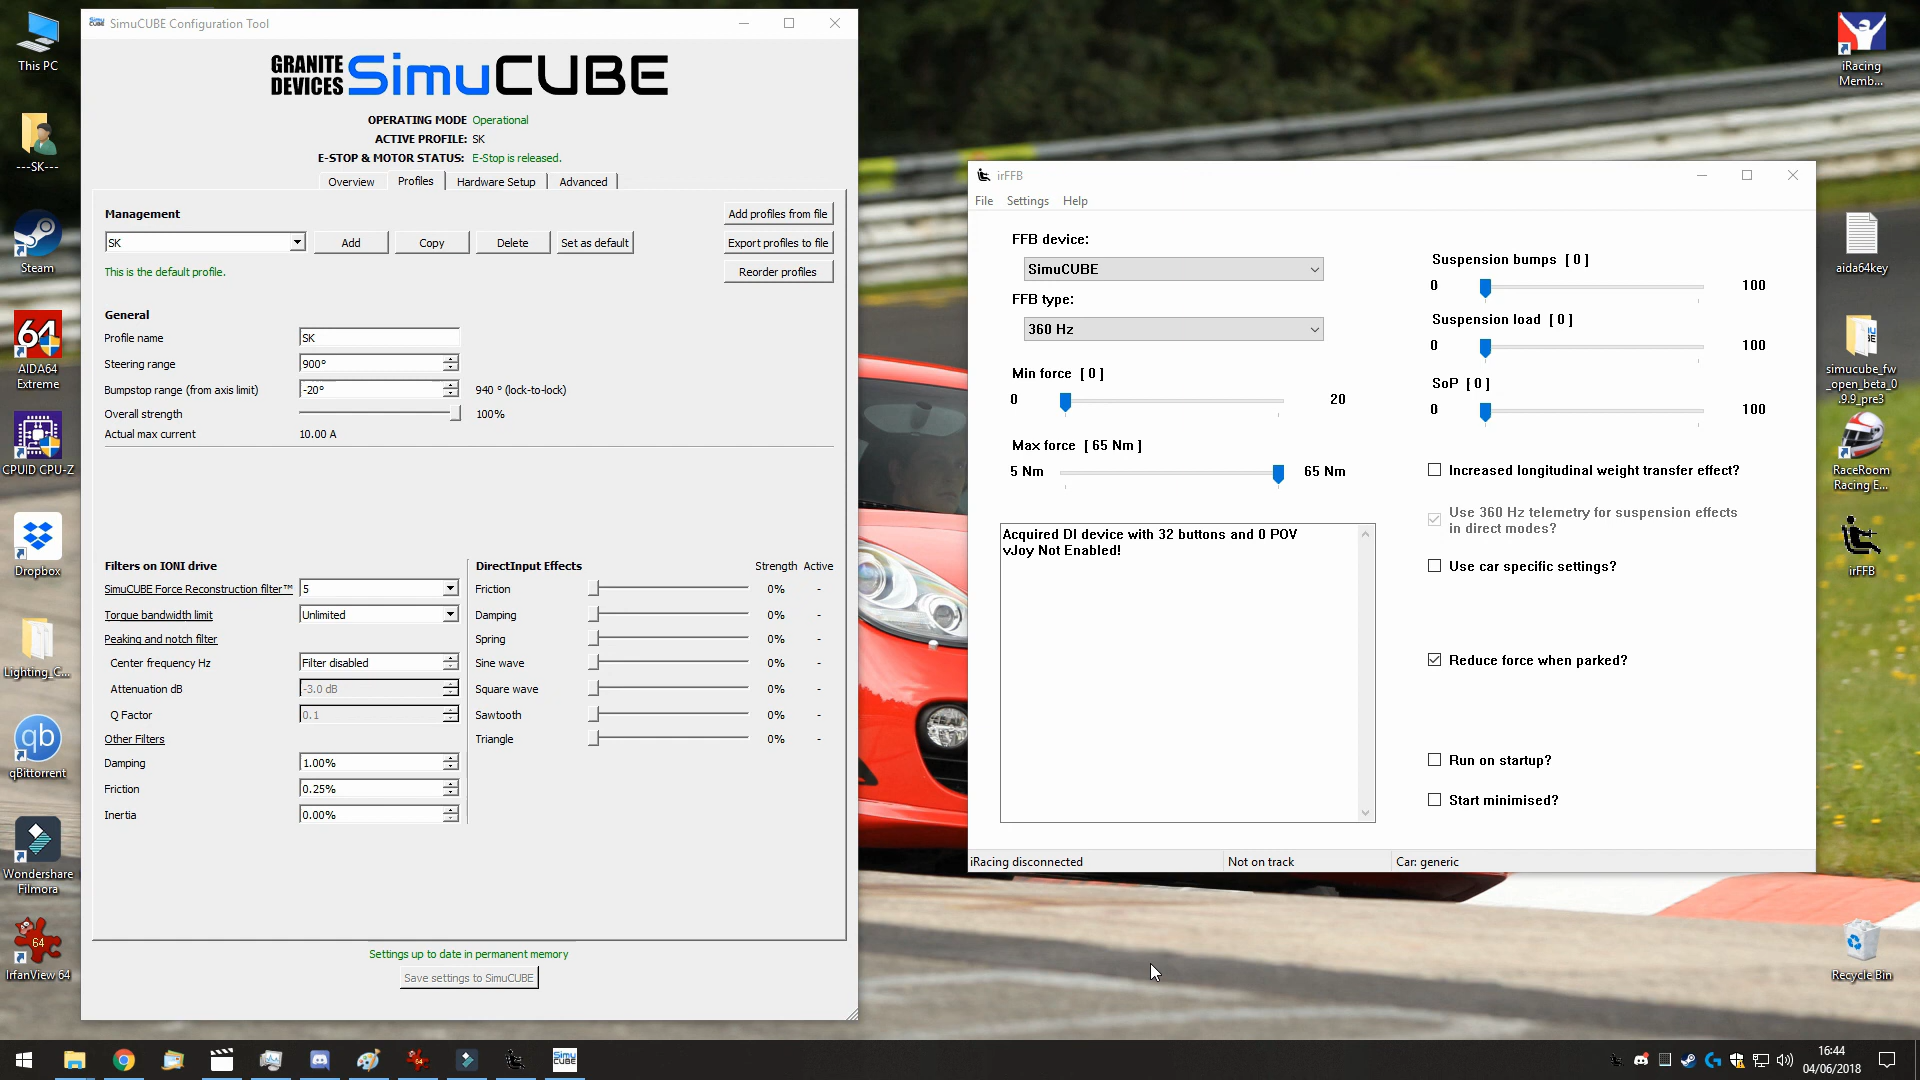 This PC
---SK---
Steam
AIDA64
Extreme
CPUID CPU-Z
Dropbox
Lighting_C...
qBittorrent
Wondershare
Filmora
IrfanView 64
SimuCUBE Configuration Tool
GRANITE
DEVICES
SimuCUBE
OPERATING MODE Operational
ACTIVE PROFILE: SK
E-STOP & MOTOR STATUS: E-Stop is released.
Overview Profiles Hardware Setup Advanced
Management
Add profiles from file
SK Add Copy Delete Set as default
Export profiles to file
This is the default profile.
Reorder profiles
General
Profile name SK
Steering range 900°
Bumpstop range (from axis limit) -20° 940 ° (lock-to-lock)
Overall strength 100%
Actual max current 10.00 A
Filters on IONI drive
SimuCUBE Force Reconstruction filter™ 5
Torque bandwidth limit Unlimited
Peaking and notch filter
Center frequency Hz Filter disabled
Attenuation dB -3.0 dB
Q Factor 0.1
Other Filters
Damping 1.00%
Friction 0.25%
Inertia 0.00%
DirectInput Effects Strength Active
Friction 0% -
Damping 0% -
Spring 0% -
Sine wave 0% -
Square wave 0% -
Sawtooth 0% -
Triangle 0% -
Settings up to date in permanent memory
Save settings to SimuCUBE
irFFB
File Settings Help
FFB device:
SimuCUBE
FFB type:
360 Hz
Min force [ 0 ]
0 20
Max force [ 65 Nm ]
5 Nm 65 Nm
Acquired DI device with 32 buttons and 0 POV
vJoy Not Enabled!
Suspension bumps [ 0 ]
0 100
Suspension load [ 0 ]
0 100
SoP [ 0 ]
0 100
Increased longitudinal weight transfer effect?
Use 360 Hz telemetry for suspension effects
in direct modes?
Use car specific settings?
Reduce force when parked?
Run on startup?
Start minimised?
iRacing disconnected Not on track Car: generic
iRacing
Memb...
aida64key
simucube_fw
_open_beta_0
.9.9_pre3
RaceRoom
Racing E...
irFFB
Recycle Bin
64
64
qb
Simu
CUBE
16:44
04/06/2018